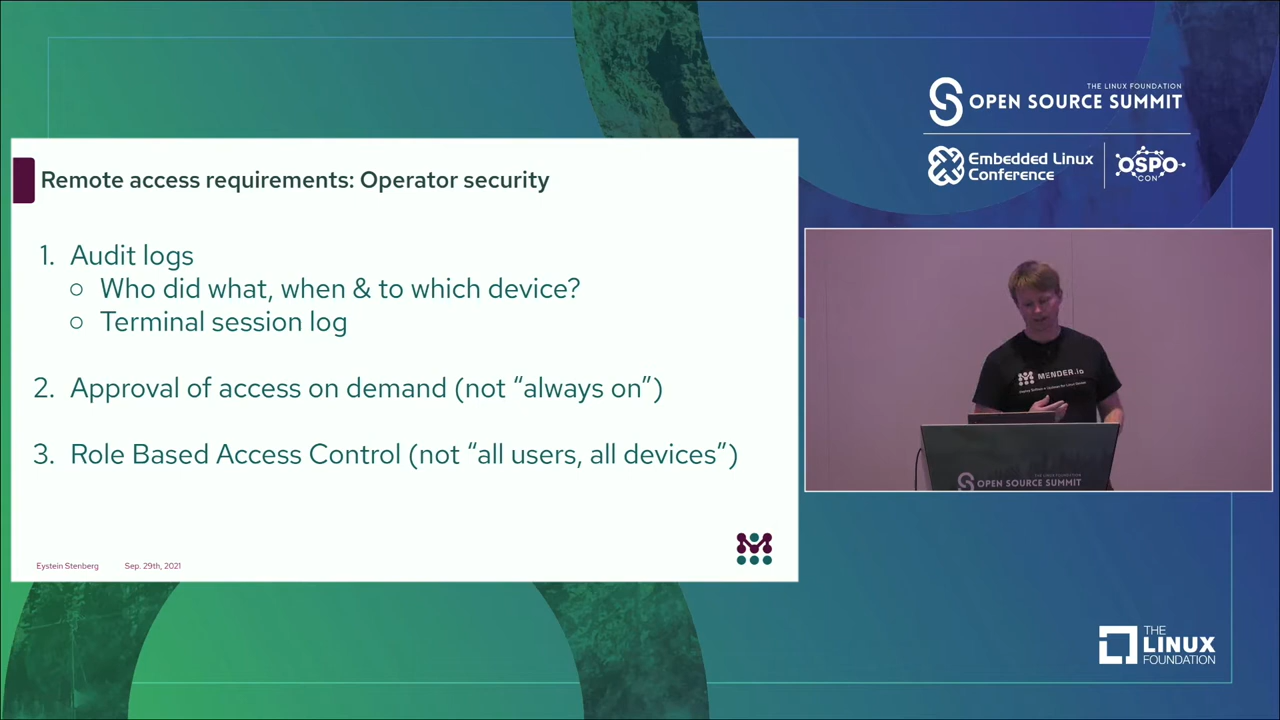 THE LINUX FOUNDATION
OPEN SOURCE SUMMIT
Embedded Linux
Conference
OSPO
CON
Remote access requirements: Operator security
1. Audit logs
○ Who did what, when & to which device?
○ Terminal session log
2. Approval of access on demand (not “always on”)
3. Role Based Access Control (not “all users, all devices”)
Eystein Stenberg
Sep. 29th, 2021
MENDER.io
OPEN SOURCE SUMMIT
THE
LINUX
FOUNDATION